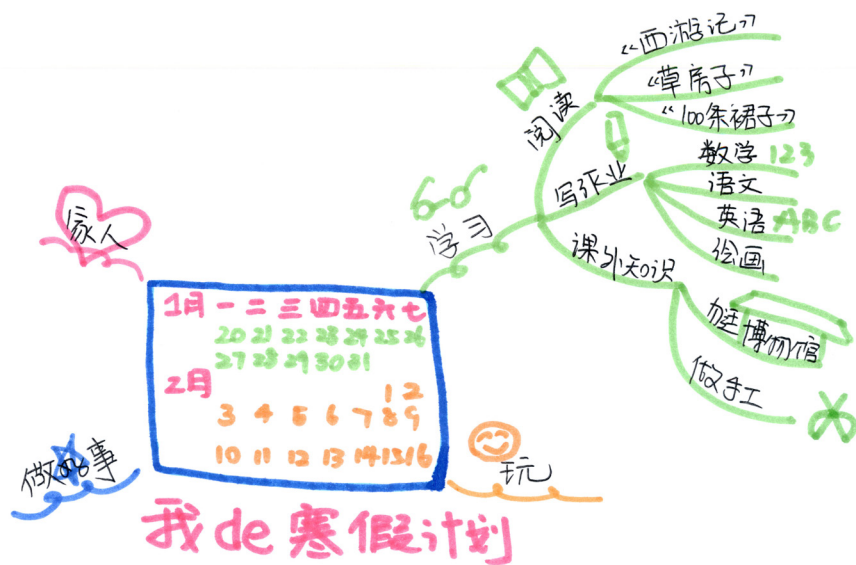 《西游记》
《草房子》
《100条裙子》
阅读
数学 123
语文
英语 ABC
绘画
写作业
学习
课外知识
逛博物馆
做手工
家人
1月 一 二 三 四 五 六 七
20 21 22 23 24 25 26
27 28 29 30 31
2月
1 2
3 4 5 6 7 8 9
10 11 12 13 14 15 16
做好事
玩
我de寒假计划